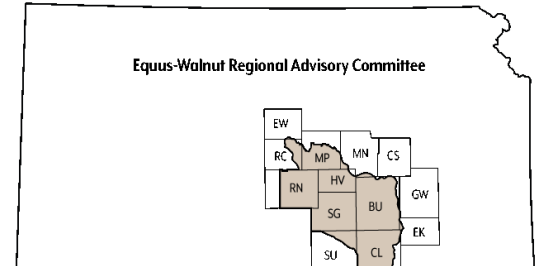 Equus-Walnut Regional Advisory Committee
EW
RC MP MN CS
RN HV GW
SG BU
EK
SU CL